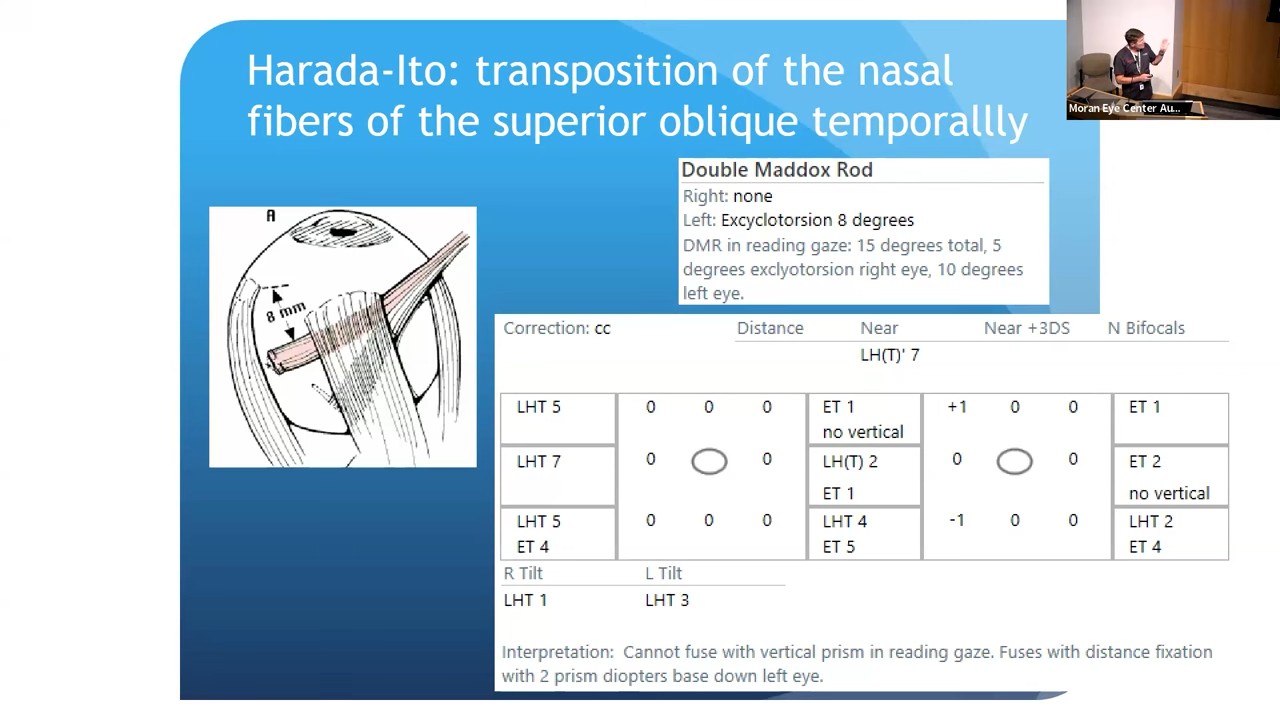 Harada-Ito: transposition of the nasal
fibers of the superior oblique temporallly
Moran Eye Center Au...
Double Maddox Rod
Right: none
Left: Excyclotorsion 8 degrees
DMR in reading gaze: 15 degrees total, 5
degrees exclyotorsion right eye, 10 degrees
left eye.
A
8 mm
Correction: cc Distance Near Near +3DS N Bifocals
LH(T)' 7
LHT 5 0 0 0 ET 1 +1 0 0 ET 1
no vertical
LHT 7 0 0 LH(T) 2 0 0 ET 2
ET 1 no vertical
LHT 5 0 0 0 LHT 4 -1 0 0 LHT 2
ET 4 ET 5 ET 4
R Tilt L Tilt
LHT 1 LHT 3
Interpretation: Cannot fuse with vertical prism in reading gaze. Fuses with distance fixation
with 2 prism diopters base down left eye.